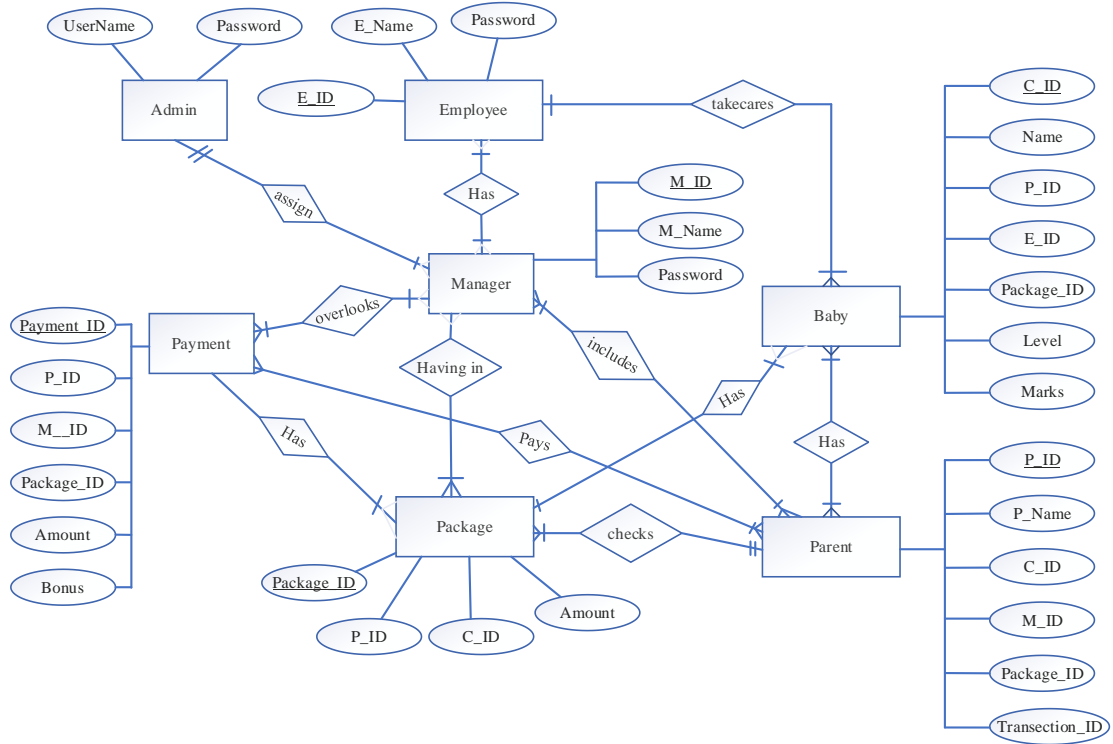 UserName
Password
E_Name
Password
E_ID
Admin
Employee
takecares
C_ID
Name
P_ID
E_ID
Package_ID
Level
Marks
assign
Has
M_ID
M_Name
Password
Manager
Baby
overlooks
Payment_ID
P_ID
M__ID
Package_ID
Amount
Bonus
Payment
Having in
includes
Has
Has
Pays
Has
Package
checks
Parent
P_ID
P_Name
C_ID
M_ID
Package_ID
Transection_ID
Package_ID
P_ID
C_ID
Amount